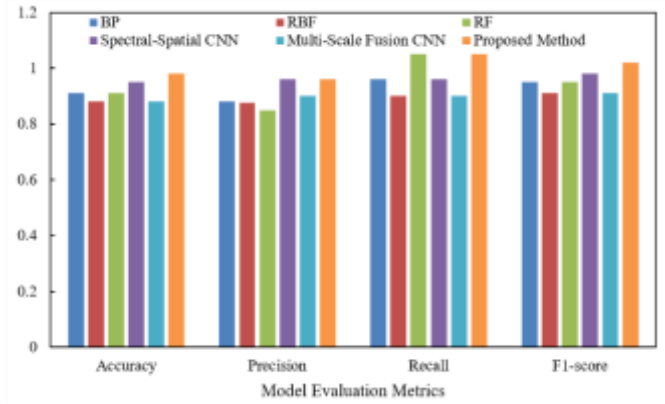 1.2
BP RBF RF
Spectral-Spatial CNN Multi-Scale Fusion CNN Proposed Method
1
0.8
0.6
0.4
0.2
0
Accuracy Precision Recall F1-score
Model Evaluation Metrics